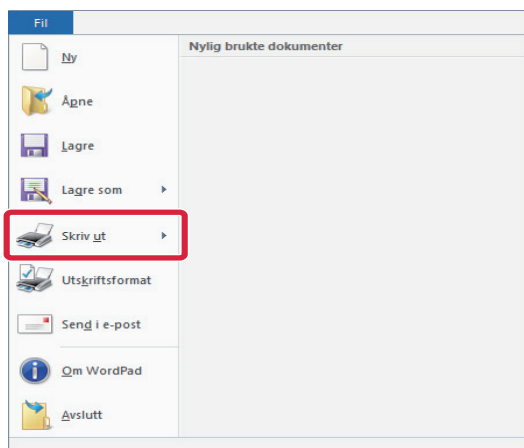 Fil
Nylig brukte dokumenter
Ny
Åpne
Lagre
Lagre som
Skriv ut
Utskriftsformat
Send i e-post
Om WordPad
Avslutt